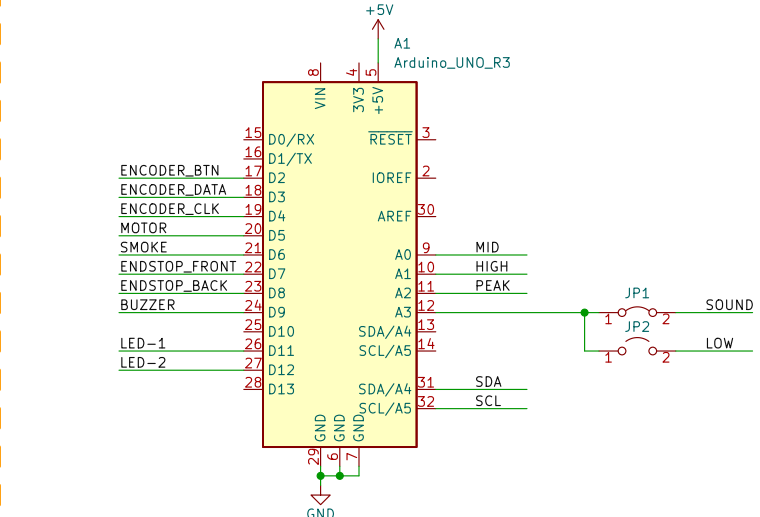 +5V
A1
Arduino_UNO_R3
8 4 5
VIN 3V3 +5V
15 D0/RX RESET 3
16 D1/TX
ENCODER_BTN 17 D2 IOREF 2
ENCODER_DATA 18 D3
ENCODER_CLK 19 D4 AREF 30
MOTOR 20 D5
SMOKE 21 D6 A0 9 MID
ENDSTOP_FRONT 22 D7 A1 10 HIGH
ENDSTOP_BACK 23 D8 A2 11 PEAK
JP1
BUZZER 24 D9 A3 12 1 2 SOUND
25 D10 SDA/A4 13
JP2
LED-1 26 D11 SCL/A5 14 1 2 LOW
LED-2 27 D12
28 D13 SDA/A4 31 SDA
SCL/A5 32 SCL
GND GND GND
29 6 7
GND